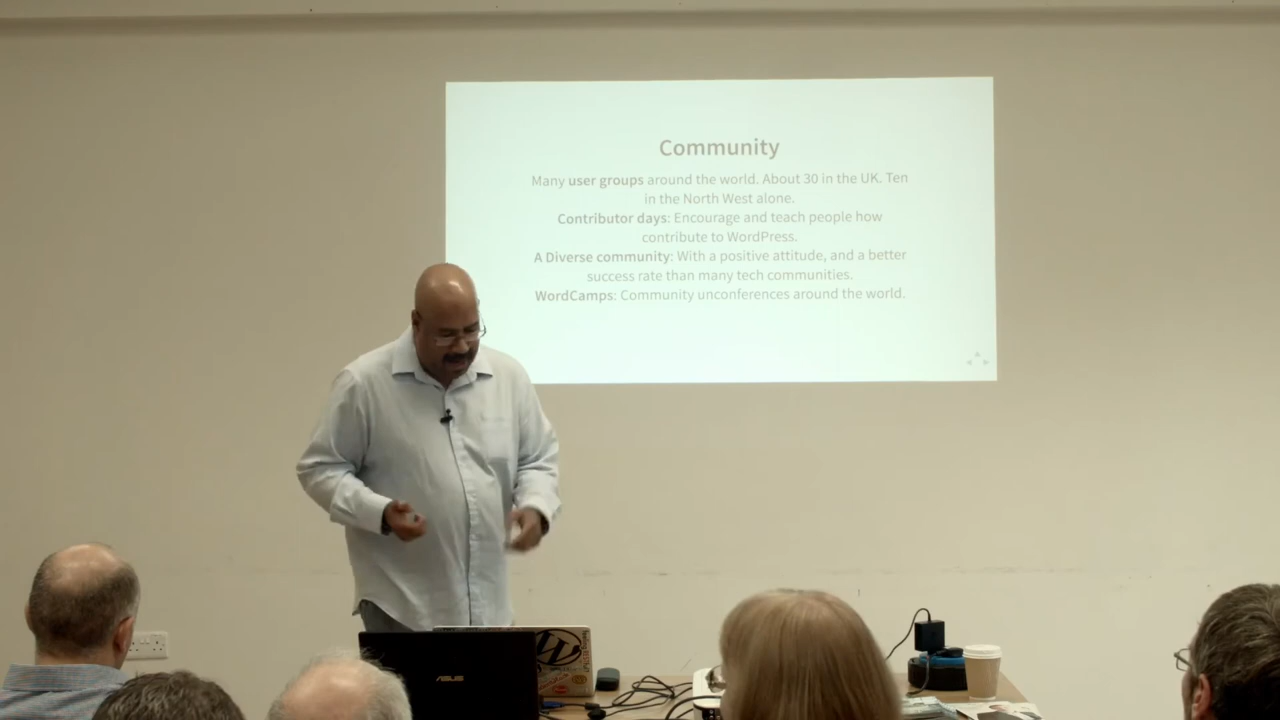 Community
Many user groups around the world. About 30 in the UK. Ten
in the North West alone.
Contributor days: Encourage and teach people how
contribute to WordPress.
A Diverse community: With a positive attitude, and a better
success rate than many tech communities.
WordCamps: Community unconferences around the world.
ASUS